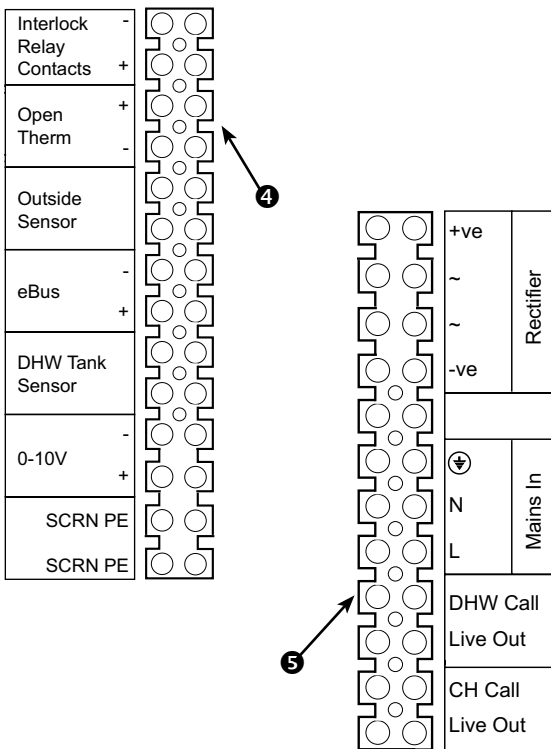 Interlock -
Relay
Contacts +
Open +
Therm -
Outside
Sensor
eBus -
+
DHW Tank
Sensor
0-10V -
+
SCRN PE
SCRN PE
4
+ve
~
~
-ve
Rectifier
N
L
Mains In
DHW Call
Live Out
CH Call
Live Out
5